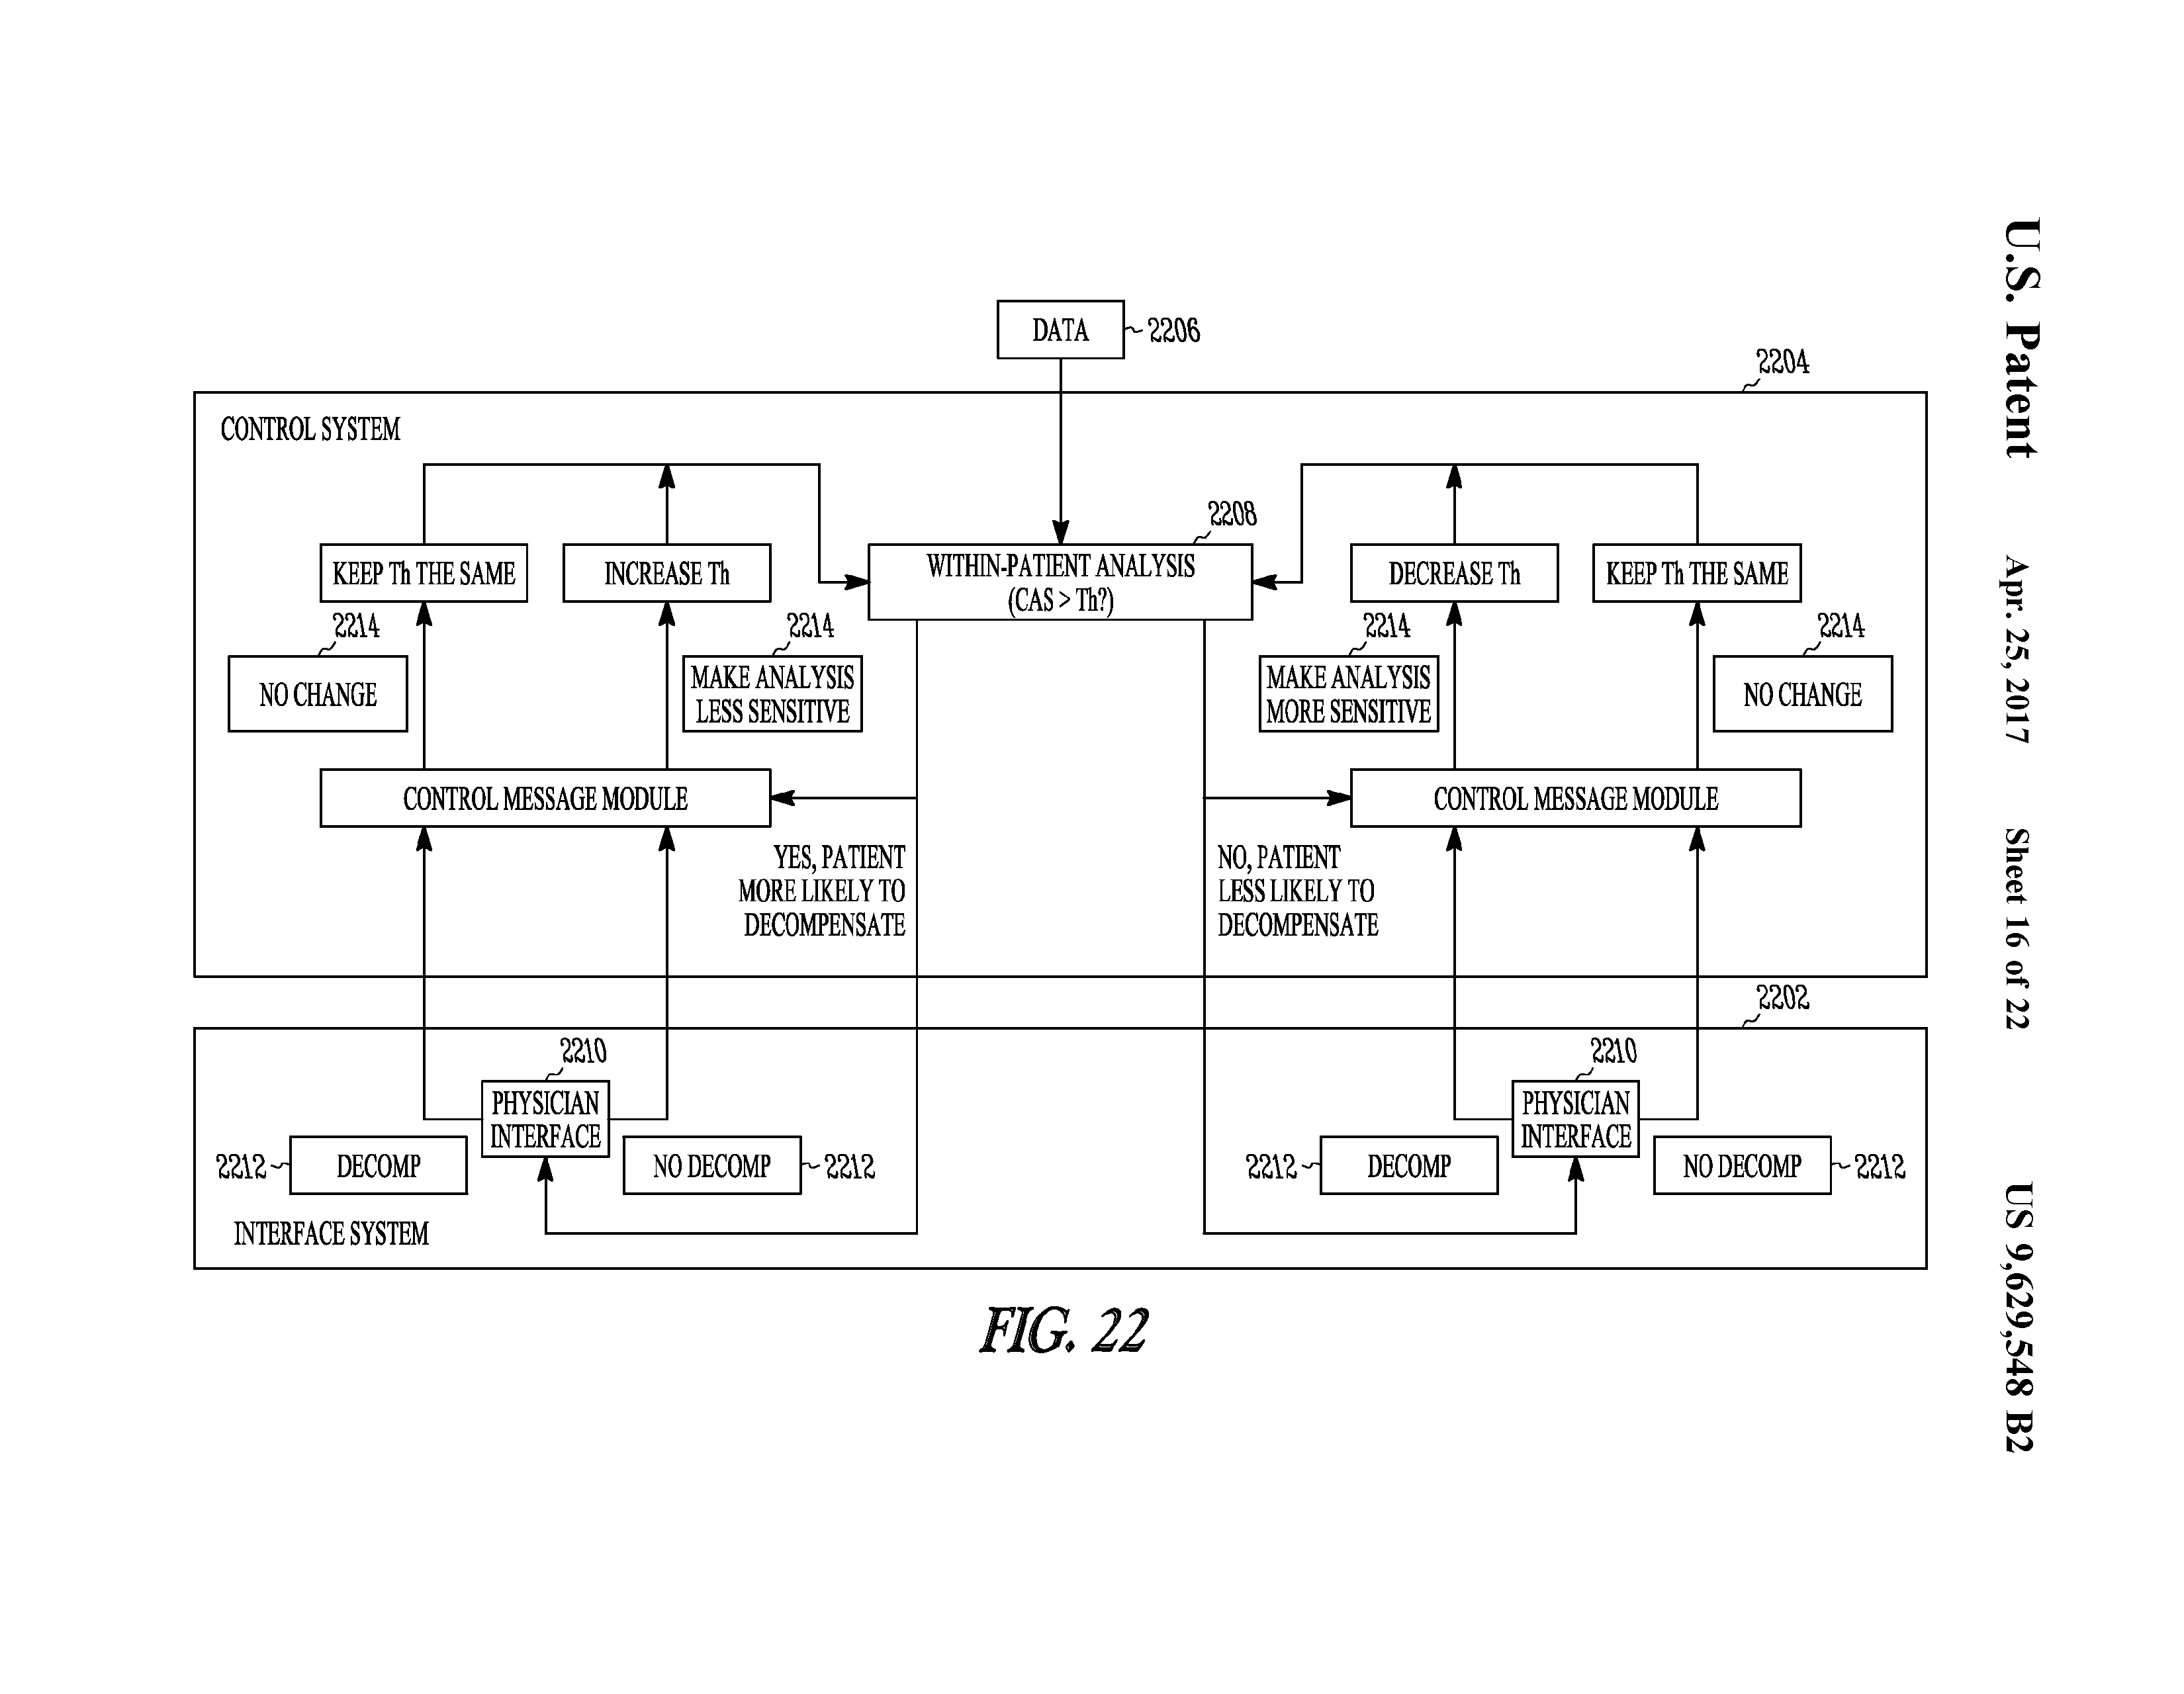 U.S. Patent
Apr. 25, 2017
Sheet 16 of 22
US 9,629,548 B2
DATA
2206
2204
CONTROL SYSTEM
2208
WITHIN-PATIENT ANALYSIS
(CAS > Th?)
KEEP Th THE SAME
INCREASE Th
DECREASE Th
KEEP Th THE SAME
2214
NO CHANGE
2214
MAKE ANALYSIS
LESS SENSITIVE
2214
MAKE ANALYSIS
MORE SENSITIVE
2214
NO CHANGE
CONTROL MESSAGE MODULE
CONTROL MESSAGE MODULE
YES, PATIENT
MORE LIKELY TO
DECOMPENSATE
NO, PATIENT
LESS LIKELY TO
DECOMPENSATE
2202
2210
PHYSICIAN
INTERFACE
2210
PHYSICIAN
INTERFACE
2212
DECOMP
NO DECOMP
2212
2212
DECOMP
NO DECOMP
2212
INTERFACE SYSTEM
FIG. 22